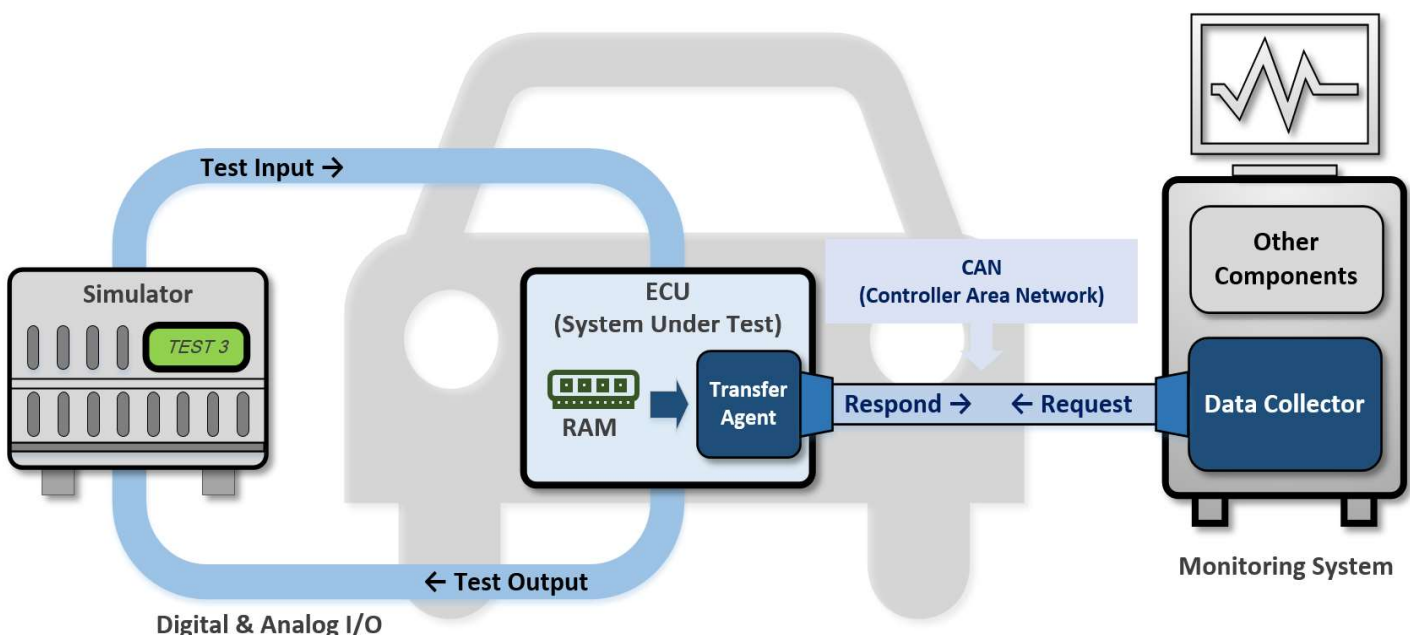 Test Input →
Simulator
TEST 3
ECU
(System Under Test)
RAM
Transfer
Agent
CAN
(Controller Area Network)
Respond →
← Request
Other
Components
Data Collector
Monitoring System
← Test Output
Digital & Analog I/O